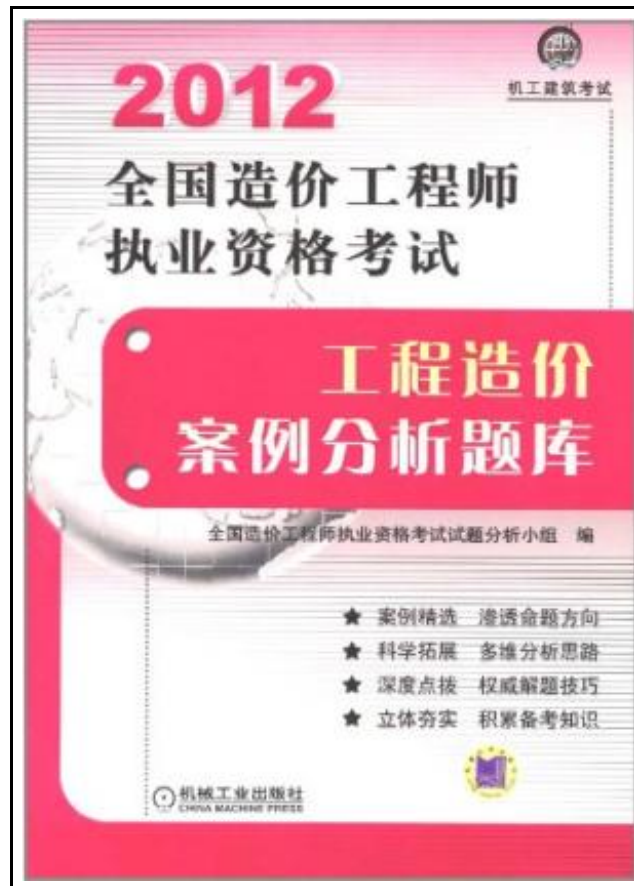 2012
机工建筑考试
全国造价工程师
执业资格考试
工程造价
案例分析题库
全国造价工程师执业资格考试试题分析小组 编
★ 案例精选 渗透命题方向
★ 科学拓展 多维分析思路
★ 深度点拨 权威解题技巧
★ 立体夯实 积累备考知识
机械工业出版社
CHINA MACHINE PRESS